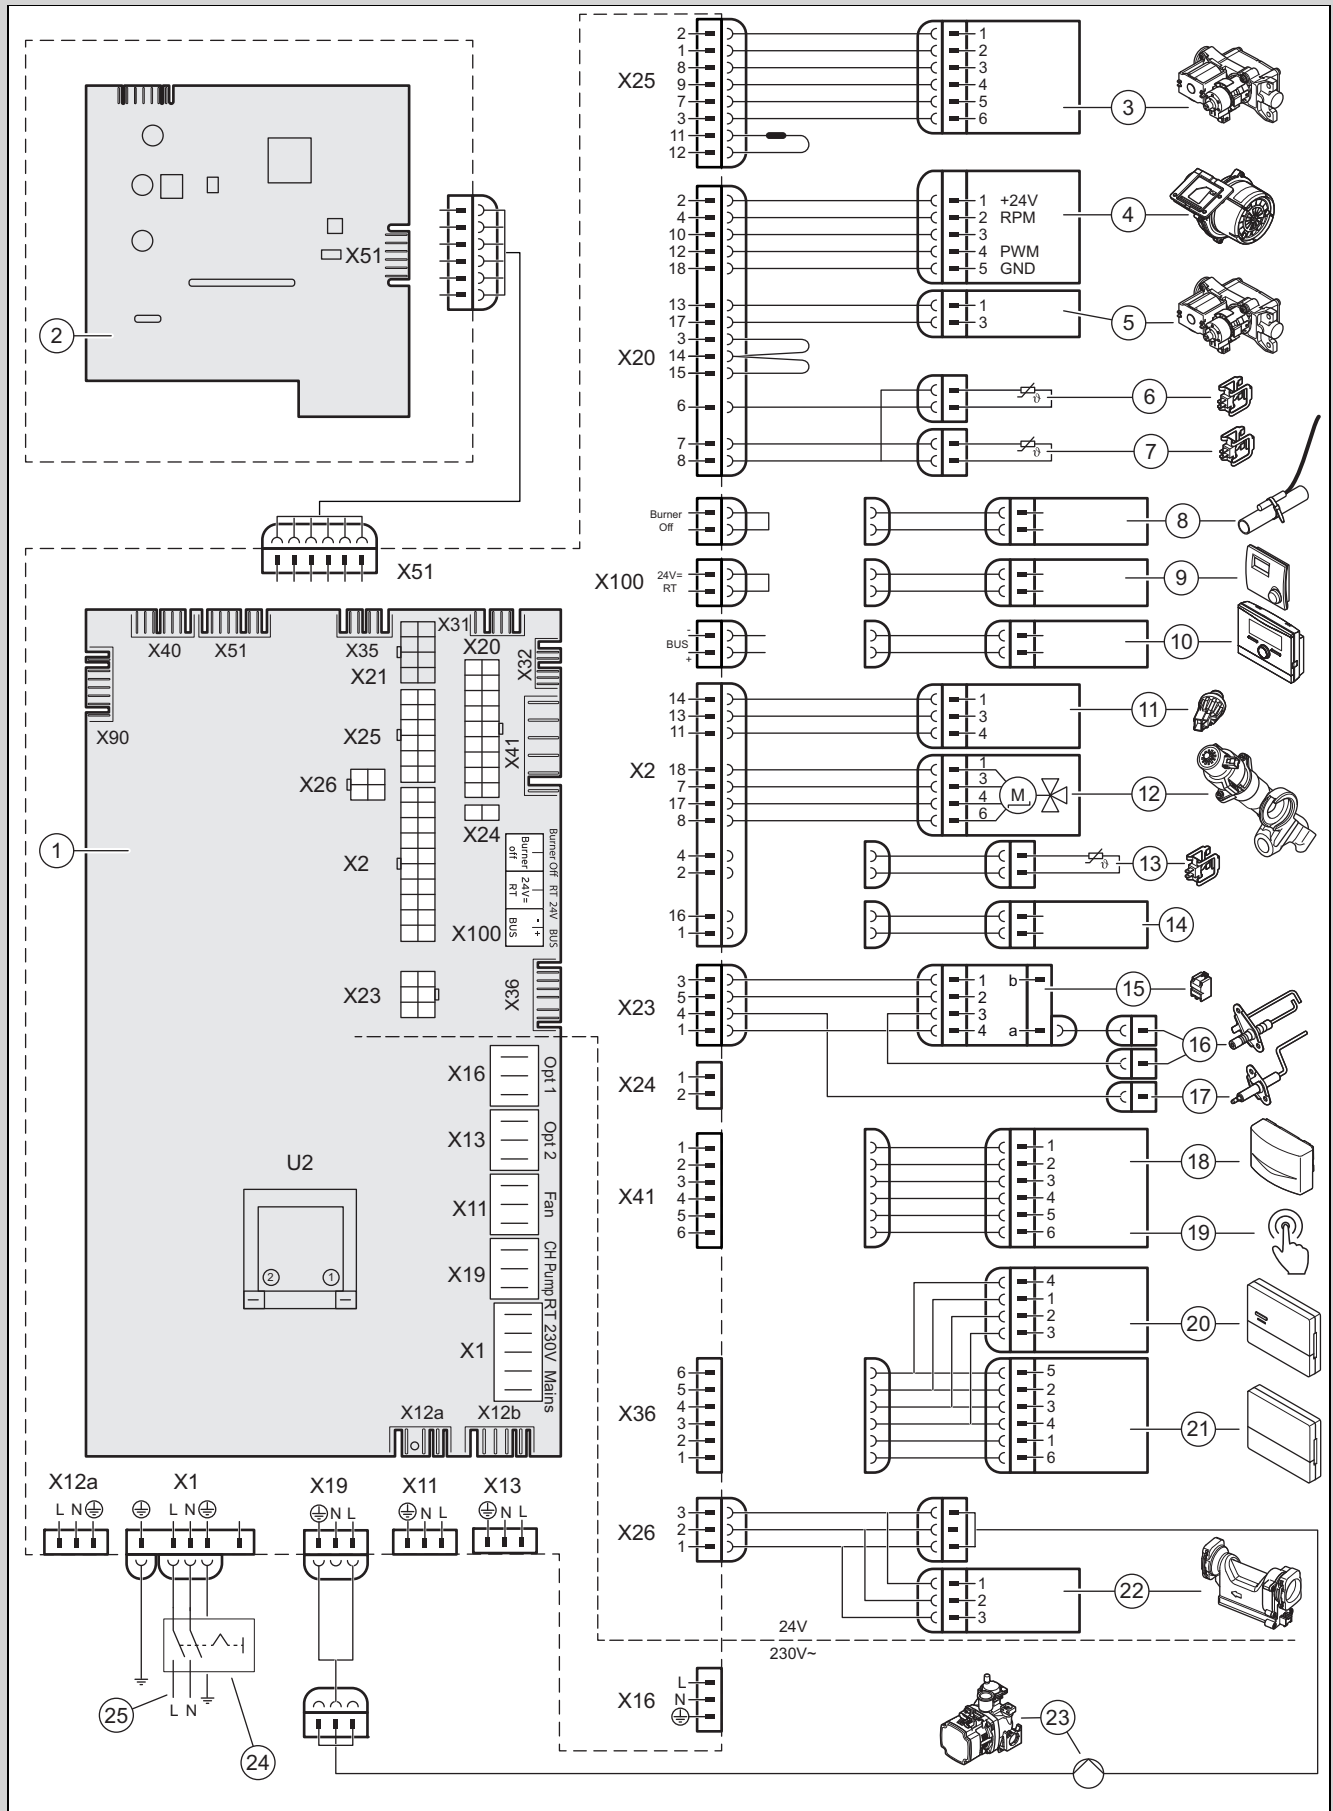 X51
2
X51
X25
2 1
1 2
8 3
9 4
7 5
3 6
11
12
3
X20
2 1 +24V
4 2 RPM
10 3
12 4 PWM
18 5 GND
4
13 1
17 3
5
3
14
15
6
ϑ
6
7
8
ϑ
7
Burner
Off
8
X100
24V=
RT
9
BUS
-
+
10
X2
14 1
13 3
11 4
11
18 1
7 3
17 4
8 6
M
12
4
2
ϑ
13
16
1
14
X23
3 1 b
5 2
4 3
1 4 a
15
16
17
X24
1
2
X41
1 1
2 2
3 3
4 4
5 5
6 6
18
19
4
1
2
3
20
X36
6 5
5 2
4 3
3 4
2 1
1 6
21
X26
3
2
1
1
2
3
22
24V
230V~
X16
L
N
23
1
X40
X51
X35
X31
X21
X20
X32
X90
X25
X41
X26
X24
X2
Burner
off
24V=
RT
BUS
-
+
Burner Off RT 24V BUS
X100
X23
X36
X16
Opt 1
X13
Opt 2
U2
2
1
X11
Fan
X19
CH Pump
X1
RT 230V Mains
X12a
X12b
X12a
L N
X1
L N
X19
N L
X11
N L
X13
N L
L N
25
24